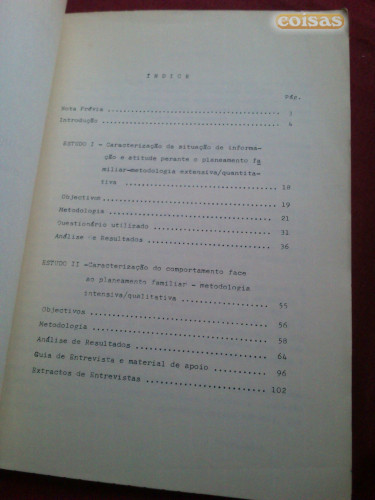 coisas
ÍNDICE
Pág.
Nota Prévia ........................................ 1
Introdução ......................................... 4
ESTUDO I - Caracterização da situação de informa-
ção e atitude perante o planeamento fa
miliar-metodologia extensiva/quantita-
tiva .................................. 18
Objectivos ......................................... 19
Metodologia ........................................ 21
Questionário utilizado ............................. 31
Análise de Resultados .............................. 36
ESTUDO II -Caracterização do comportamento face
ao planeamento familiar - metodologia
intensiva/qualitativa .................. 55
Objectivos ......................................... 56
Metodologia ........................................ 58
Análise de Resultados .............................. 64
Guia de Entrevista e material de apoio ............. 96
Extractos de Entrevistas ........................... 102